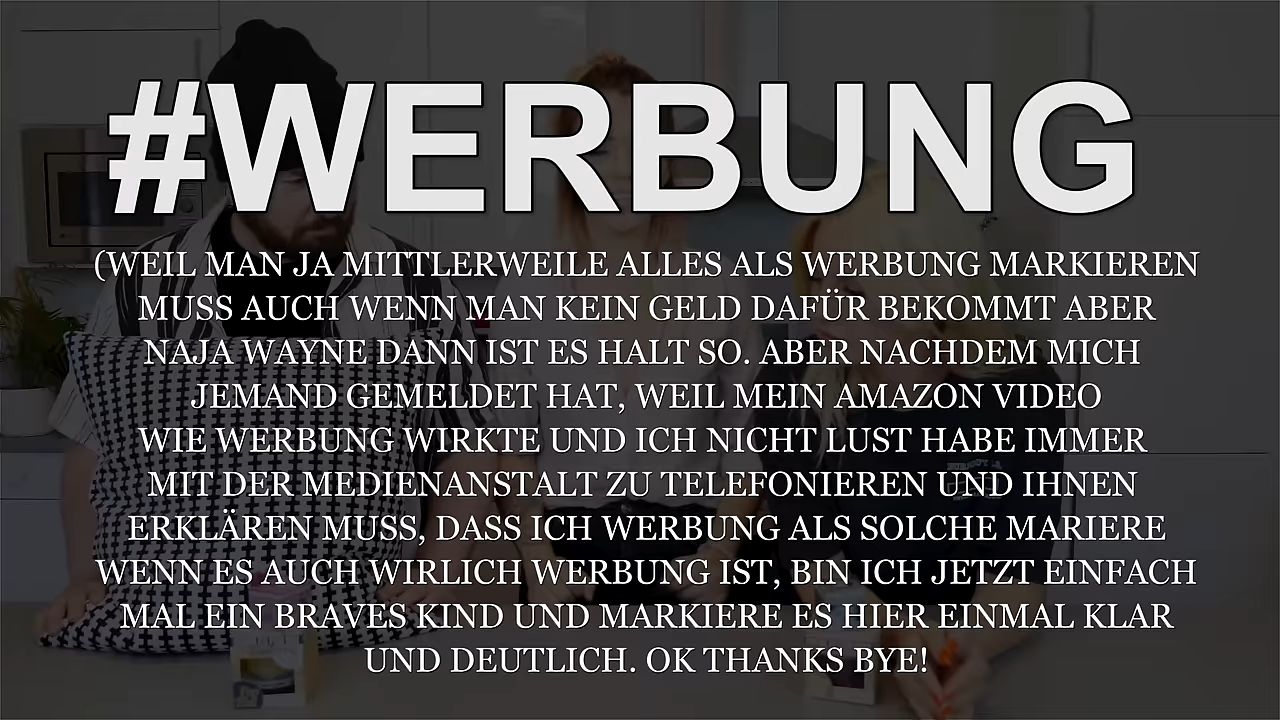 #WERBUNG
(WEIL MAN JA MITTLERWEILE ALLES ALS WERBUNG MARKIEREN
MUSS AUCH WENN MAN KEIN GELD DAFÜR BEKOMMT ABER
NAJA WAYNE DANN IST ES HALT SO. ABER NACHDEM MICH
JEMAND GEMELDET HAT, WEIL MEIN AMAZON VIDEO
WIE WERBUNG WIRKTE UND ICH NICHT LUST HABE IMMER
MIT DER MEDIENANSTALT ZU TELEFONIEREN UND IHNEN
ERKLÄREN MUSS, DASS ICH WERBUNG ALS SOLCHE MARIERE
WENN ES AUCH WIRLICH WERBUNG IST, BIN ICH JETZT EINFACH
MAL EIN BRAVES KIND UND MARKIERE ES HIER EINMAL KLAR
UND DEUTLICH. OK THANKS BYE!